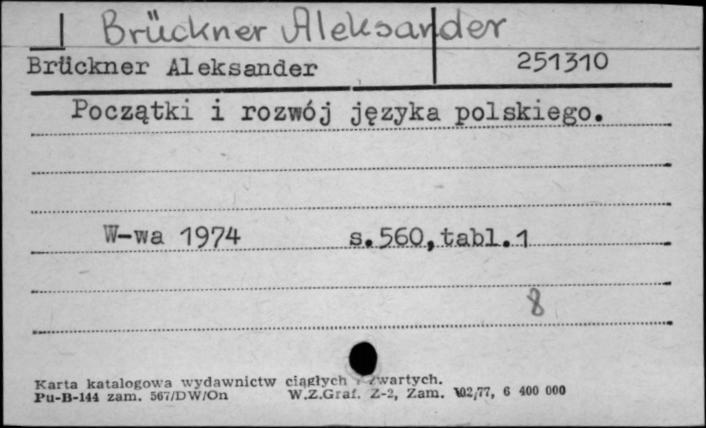 Brückner Aleksander
Brückner Aleksander 251310
Początki i rozwój języka polskiego.
W-wa 1974 s.560,tabl.1
8
Karta katalogowa wydawnictw ciągłych i zwartych.
Pu-B-144 zam. 567/DW/On W.Z.Graf. Z-2, Zam. 102/77, 6 400 000